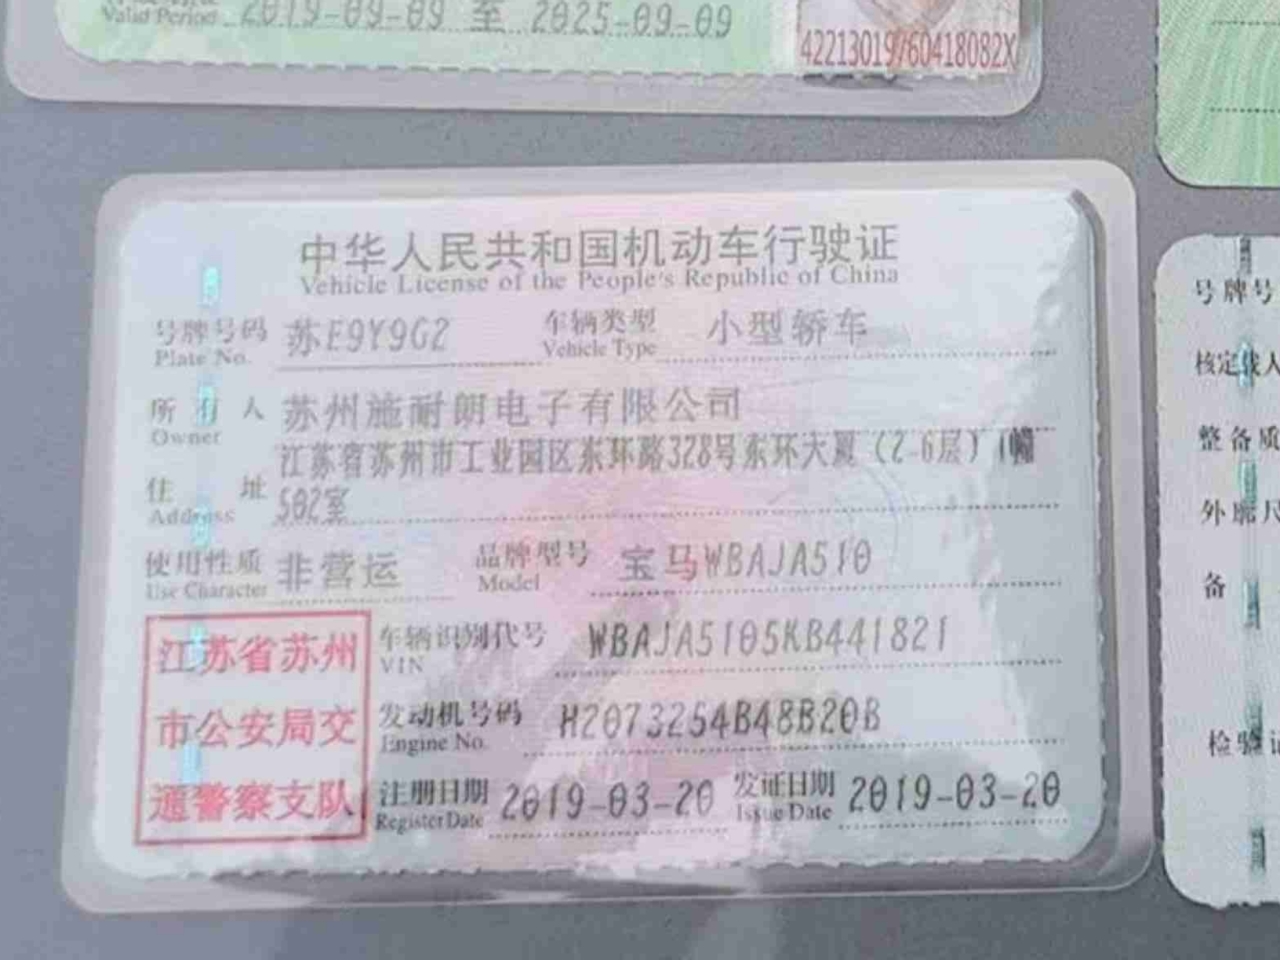 Valid Period 2019-09-09 至 2025-09-09
42213019760418082X
中华人民共和国机动车行驶证
Vehicle License of the People's Republic of China
号牌号码 苏E9Y9G2 车辆类型 小型轿车
Plate No. Vehicle Type
所有人 苏州施耐朗电子有限公司
Owner
住址 江苏省苏州市工业园区东环路328号东环大厦（2-6层）1幢
Address 502室
使用性质 非营运 品牌型号 宝马WBAJA510
Use Character Model
江苏省苏州
市公安局交
通警察支队
车辆识别代号 WBAJA5105KB441821
VIN
发动机号码 H2073254B48B20B
Engine No.
注册日期 2019-03-20 发证日期 2019-03-20
Register Date Issue Date
号牌号
核定载人
整备质
外廓尺
备
检验记